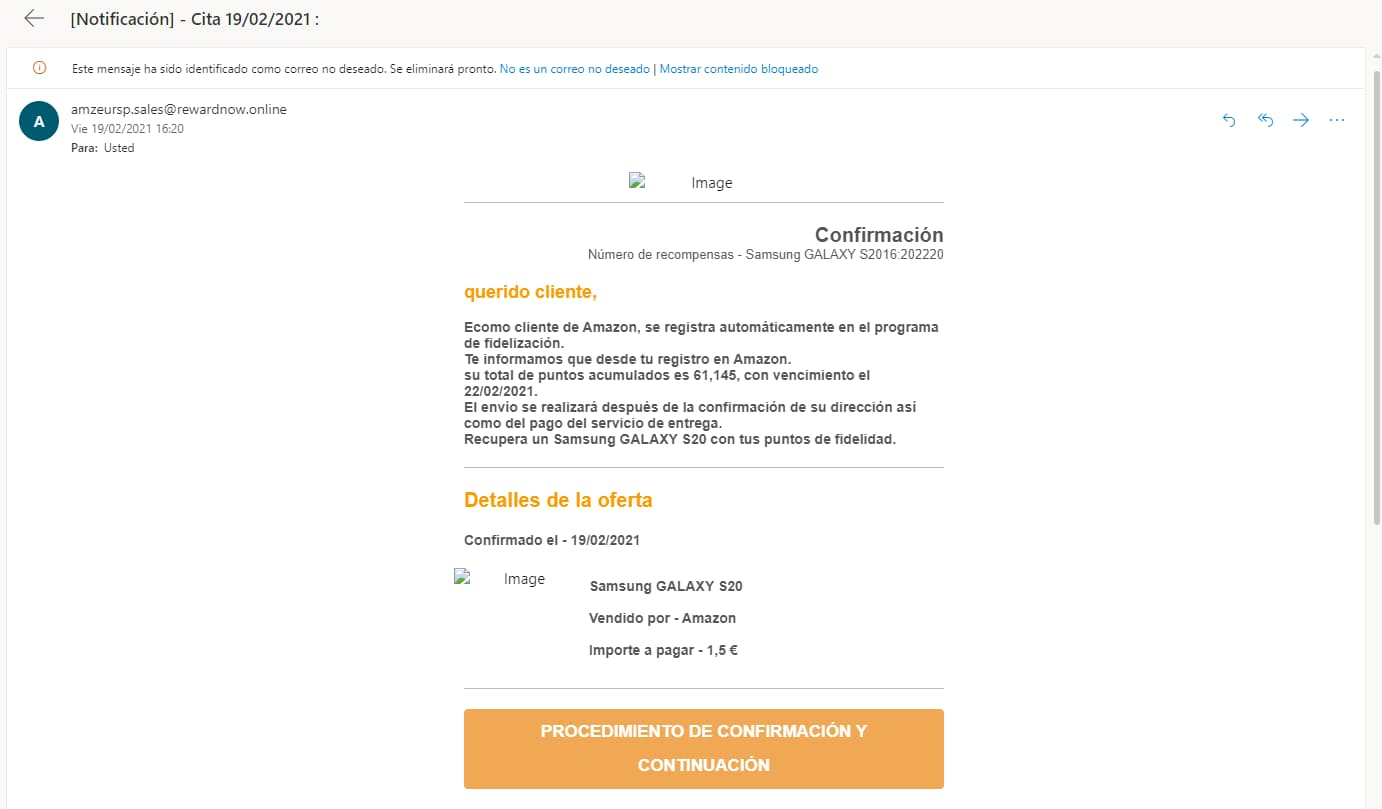 [Notificación] - Cita 19/02/2021 :
Este mensaje ha sido identificado como correo no deseado. Se eliminará pronto. No es un correo no deseado | Mostrar contenido bloqueado
A
amzeursp.sales@rewardnow.online
Vie 19/02/2021 16:20
Para: Usted
Image
Confirmación
Número de recompensas - Samsung GALAXY S2016:202220
querido cliente,
Ecomo cliente de Amazon, se registra automáticamente en el programa
de fidelización.
Te informamos que desde tu registro en Amazon.
su total de puntos acumulados es 61,145, con vencimiento el
22/02/2021.
El envío se realizará después de la confirmación de su dirección así
como del pago del servicio de entrega.
Recupera un Samsung GALAXY S20 con tus puntos de fidelidad.
Detalles de la oferta
Confirmado el - 19/02/2021
Image
Samsung GALAXY S20
Vendido por - Amazon
Importe a pagar - 1,5 €
PROCEDIMIENTO DE CONFIRMACIÓN Y
CONTINUACIÓN